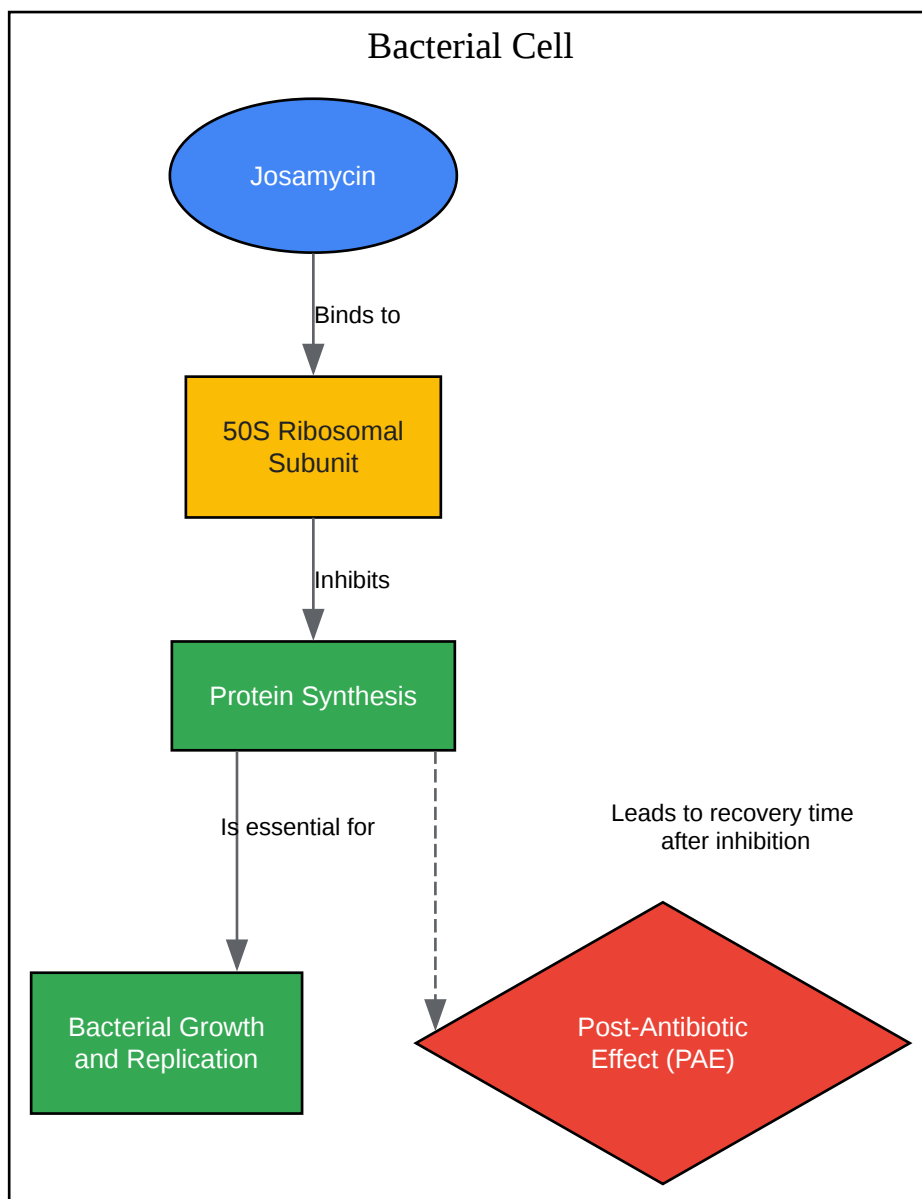 Bacterial Cell
Josamycin
Binds to
50S Ribosomal
Subunit
Inhibits
Protein Synthesis
Is essential for
Leads to recovery time
after inhibition
Bacterial Growth
and Replication
Post-Antibiotic
Effect (PAE)